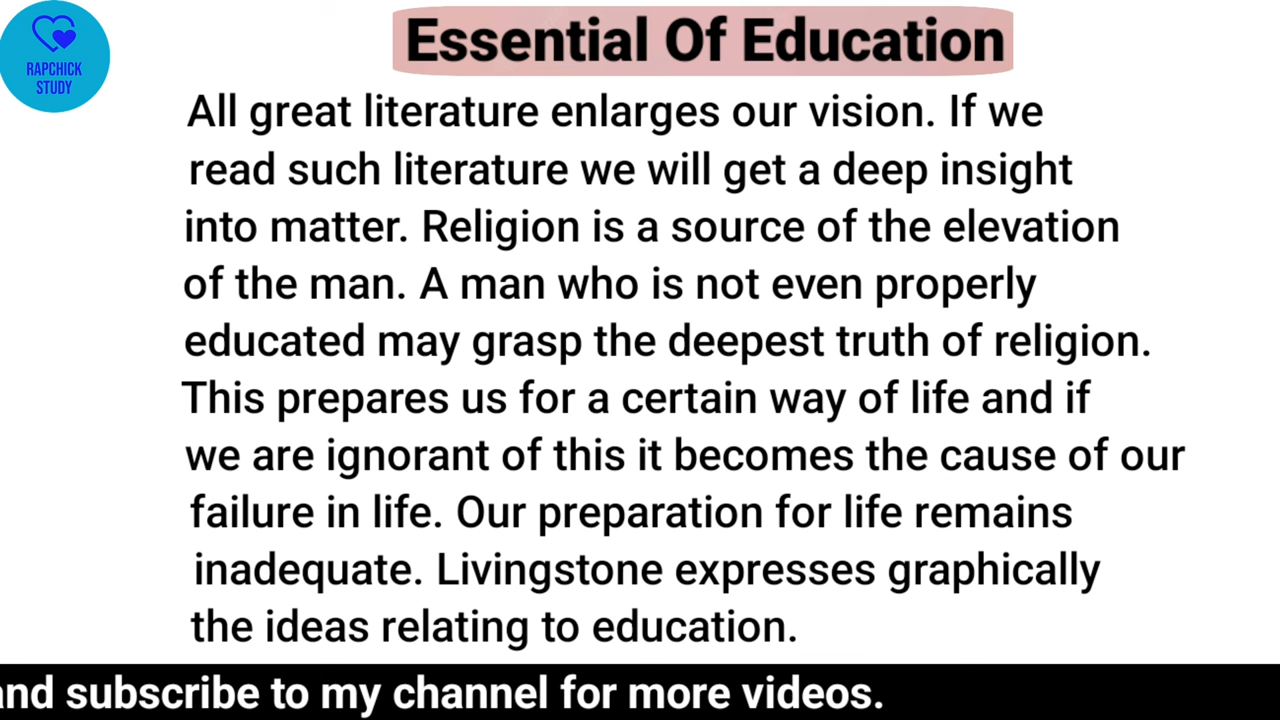 Essential Of Education
RAPCHICK
STUDY
All great literature enlarges our vision. If we
read such literature we will get a deep insight
into matter. Religion is a source of the elevation
of the man. A man who is not even properly
educated may grasp the deepest truth of religion.
This prepares us for a certain way of life and if
we are ignorant of this it becomes the cause of our
failure in life. Our preparation for life remains
inadequate. Livingstone expresses graphically
the ideas relating to education.
and subscribe to my channel for more videos.